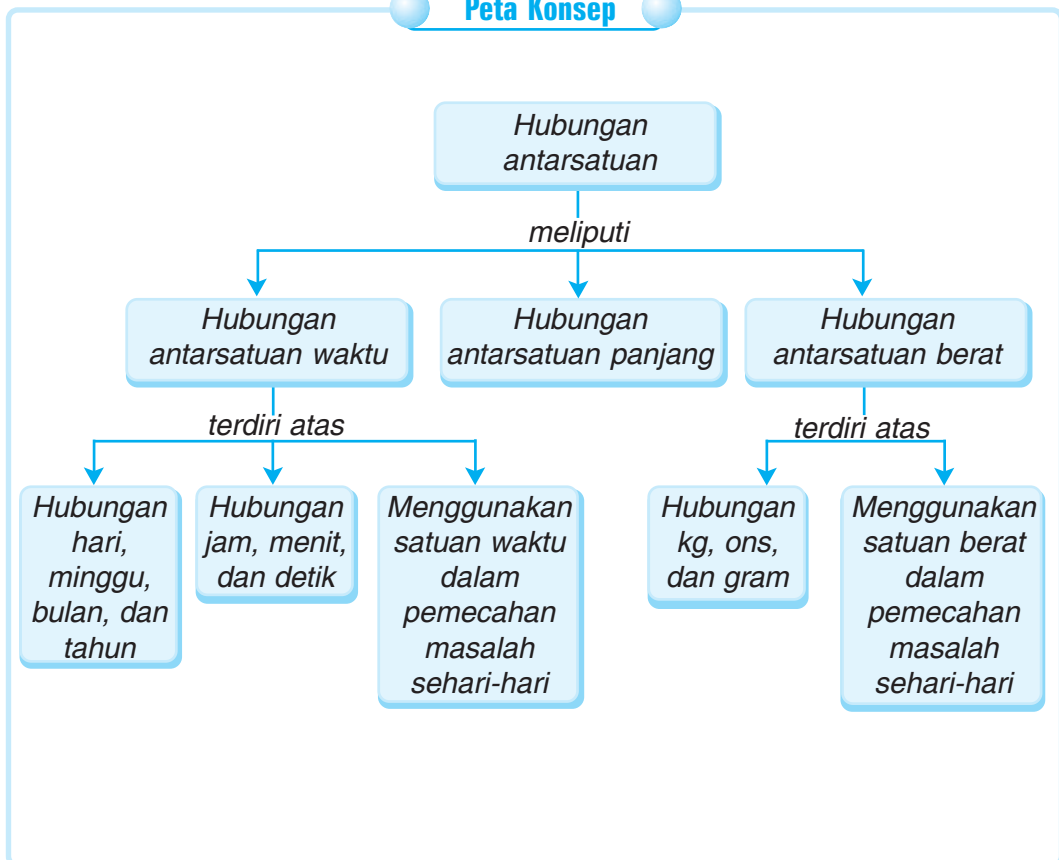 Peta Konsep
Hubungan
antarsatuan
meliputi
Hubungan
antarsatuan waktu
Hubungan
antarsatuan panjang
Hubungan
antarsatuan berat
terdiri atas
terdiri atas
Hubungan
hari,
minggu,
bulan, dan
tahun
Hubungan
jam, menit,
dan detik
Menggunakan
satuan waktu
dalam
pemecahan
masalah
sehari-hari
Hubungan
kg, ons,
dan gram
Menggunakan
satuan berat
dalam
pemecahan
masalah
sehari-hari